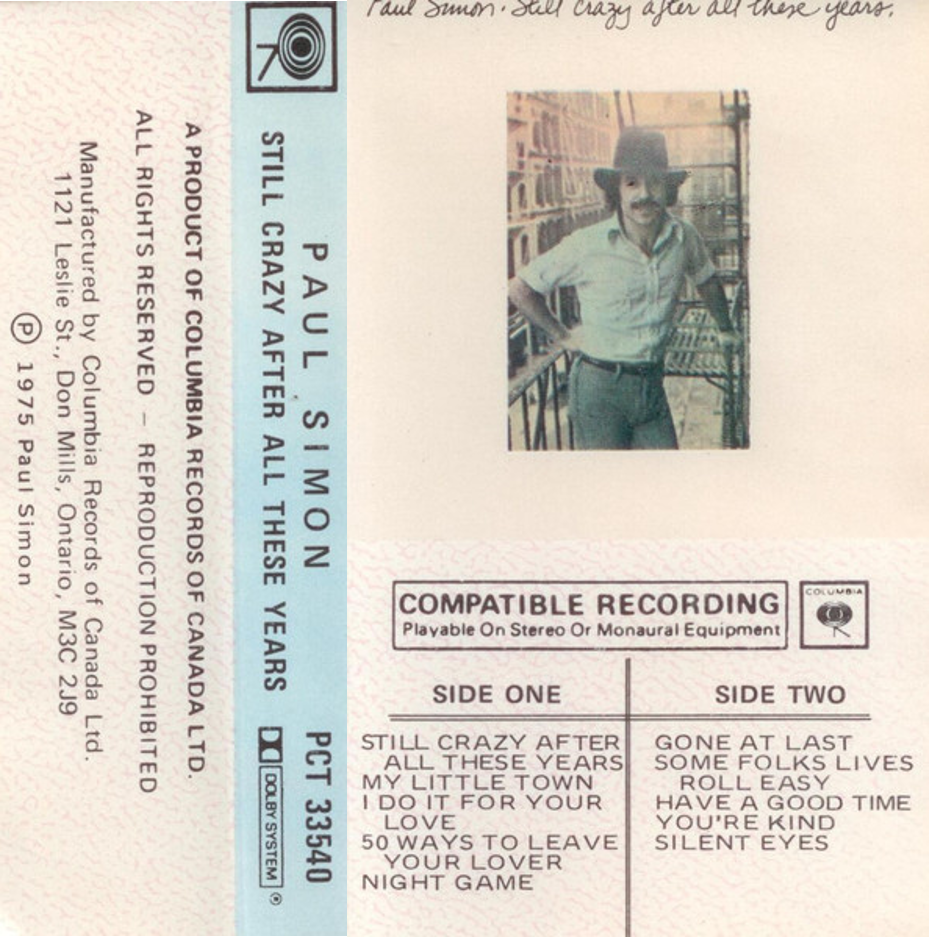 Paul Simon. Still crazy after all these years.
COMPATIBLE RECORDING
Playable On Stereo Or Monaural Equipment
COLUMBIA
SIDE ONE
STILL CRAZY AFTER
ALL THESE YEARS
MY LITTLE TOWN
I DO IT FOR YOUR
LOVE
50 WAYS TO LEAVE
YOUR LOVER
NIGHT GAME
SIDE TWO
GONE AT LAST
SOME FOLKS LIVES
ROLL EASY
HAVE A GOOD TIME
YOU'RE KIND
SILENT EYES
PAUL SIMON PCT 33540
STILL CRAZY AFTER ALL THESE YEARS DOLBY SYSTEM ®
A PRODUCT OF COLUMBIA RECORDS OF CANADA LTD.
ALL RIGHTS RESERVED – REPRODUCTION PROHIBITED
Manufactured by Columbia Records of Canada Ltd.
1121 Leslie St., Don Mills, Ontario, M3C 2J9
Ⓟ 1975 Paul Simon